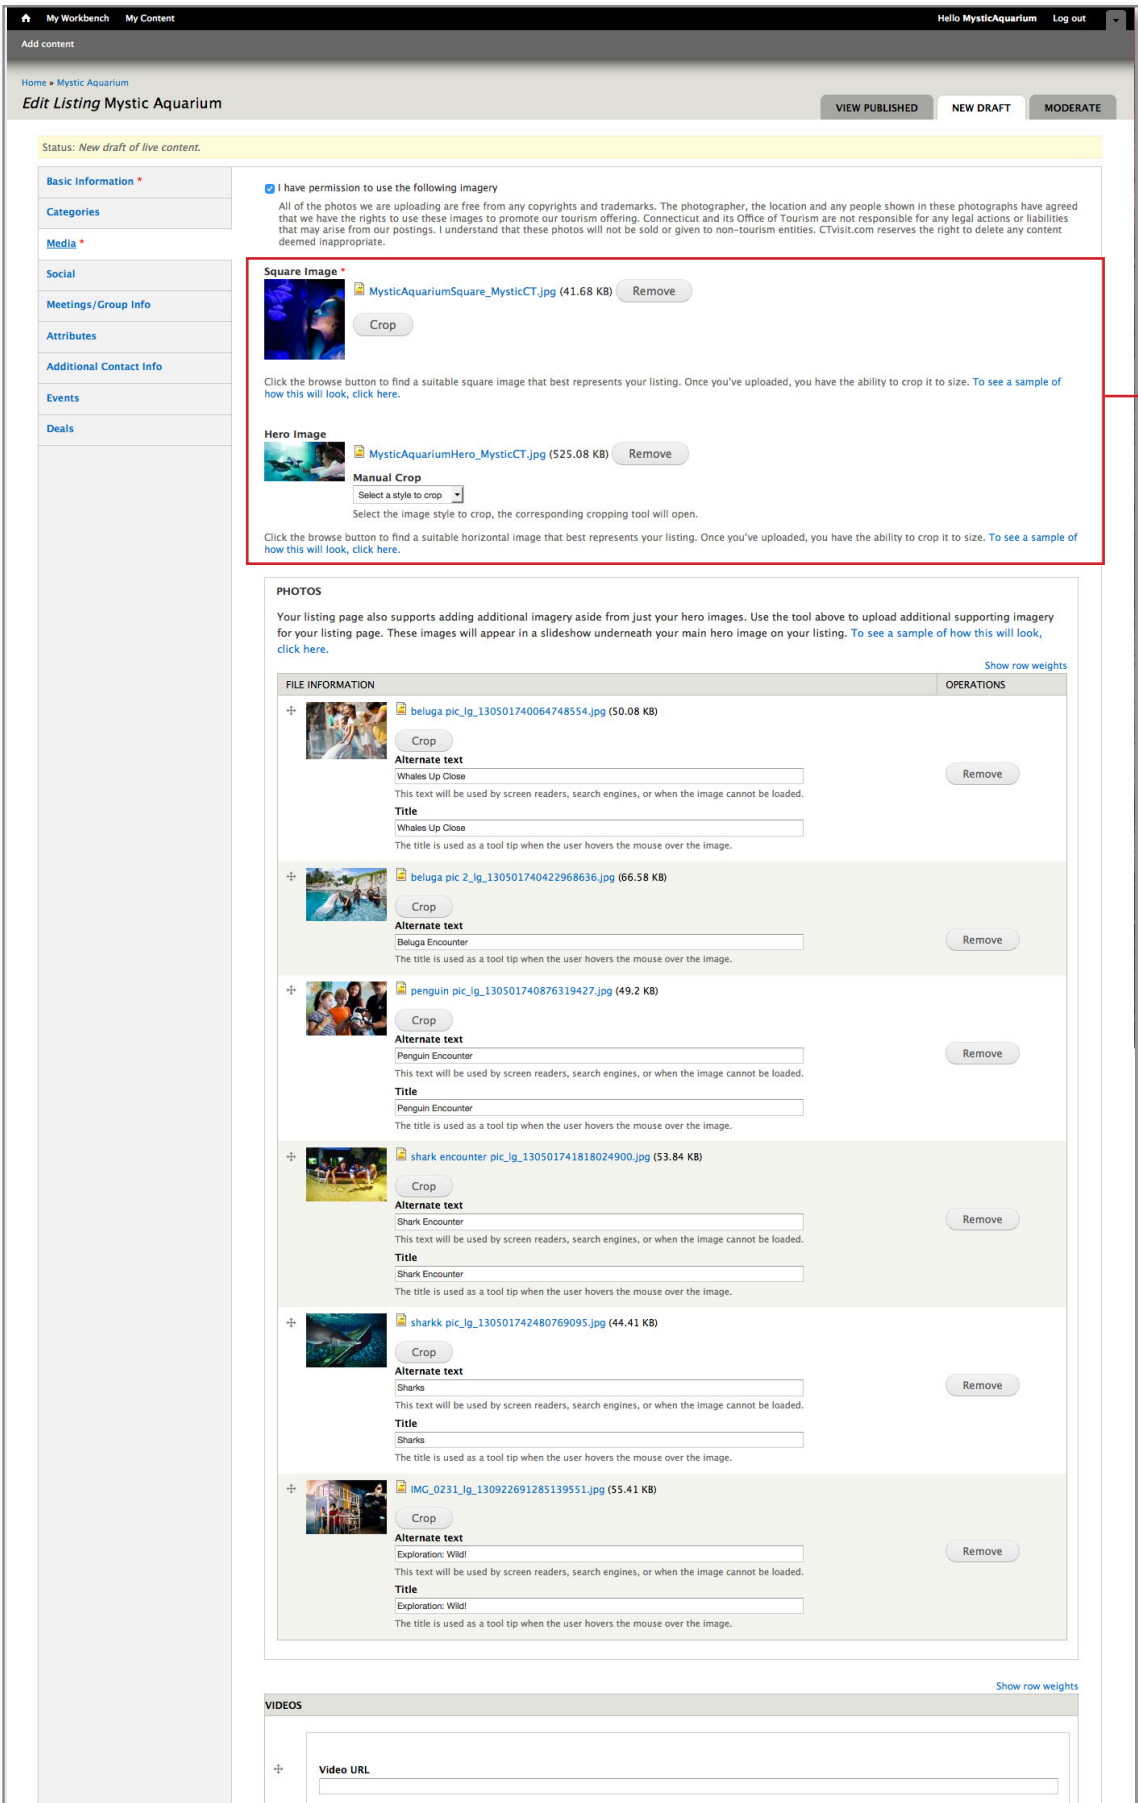 My Workbench My Content Hello MysticAquarium Log out
Add content
Home » Mystic Aquarium
Edit Listing Mystic Aquarium
VIEW PUBLISHED NEW DRAFT MODERATE
Status: New draft of live content.
Basic Information *
Categories
Media *
Social
Meetings/Group Info
Attributes
Additional Contact Info
Events
Deals
I have permission to use the following imagery
All of the photos we are uploading are free from any copyrights and trademarks. The photographer, the location and any people shown in these photographs have agreed
that we have the rights to use these images to promote our tourism offering. Connecticut and its Office of Tourism are not responsible for any legal actions or liabilities
that may arise from our postings. I understand that these photos will not be sold or given to non-tourism entities. CTvisit.com reserves the right to delete any content
deemed inappropriate.
Square Image *
MysticAquariumSquare_MysticCT.jpg (41.68 KB) Remove
Crop
Click the browse button to find a suitable square image that best represents your listing. Once you've uploaded, you have the ability to crop it to size. To see a sample of
how this will look, click here.
Hero Image
MysticAquariumHero_MysticCT.jpg (525.08 KB) Remove
Manual Crop
Select a style to crop
Select the image style to crop, the corresponding cropping tool will open.
Click the browse button to find a suitable horizontal image that best represents your listing. Once you've uploaded, you have the ability to crop it to size. To see a sample of
how this will look, click here.
PHOTOS
Your listing page also supports adding additional imagery aside from just your hero images. Use the tool above to upload additional supporting imagery
for your listing page. These images will appear in a slideshow underneath your main hero image on your listing. To see a sample of how this will look,
click here.
Show row weights
FILE INFORMATION OPERATIONS
beluga pic_lg_130501740064748554.jpg (50.08 KB)
Crop
Alternate text
Whales Up Close
Remove
This text will be used by screen readers, search engines, or when the image cannot be loaded.
Title
Whales Up Close
The title is used as a tool tip when the user hovers the mouse over the image.
beluga pic 2_lg_130501740422968636.jpg (66.58 KB)
Crop
Alternate text
Beluga Encounter
Remove
The title is used as a tool tip when the user hovers the mouse over the image.
penguin pic_lg_130501740876319427.jpg (49.2 KB)
Crop
Alternate text
Penguin Encounter
Remove
This text will be used by screen readers, search engines, or when the image cannot be loaded.
Title
Penguin Encounter
The title is used as a tool tip when the user hovers the mouse over the image.
shark encounter pic_lg_130501741818024900.jpg (53.84 KB)
Crop
Alternate text
Shark Encounter
Remove
This text will be used by screen readers, search engines, or when the image cannot be loaded.
Title
Shark Encounter
The title is used as a tool tip when the user hovers the mouse over the image.
sharkk pic_lg_130501742480769095.jpg (44.41 KB)
Crop
Alternate text
Sharks
Remove
This text will be used by screen readers, search engines, or when the image cannot be loaded.
Title
Sharks
The title is used as a tool tip when the user hovers the mouse over the image.
IMG_0231_lg_130922691285139551.jpg (55.41 KB)
Crop
Alternate text
Exploration: Wild!
Remove
This text will be used by screen readers, search engines, or when the image cannot be loaded.
Title
Exploration: Wild!
The title is used as a tool tip when the user hovers the mouse over the image.
Show row weights
VIDEOS
Video URL